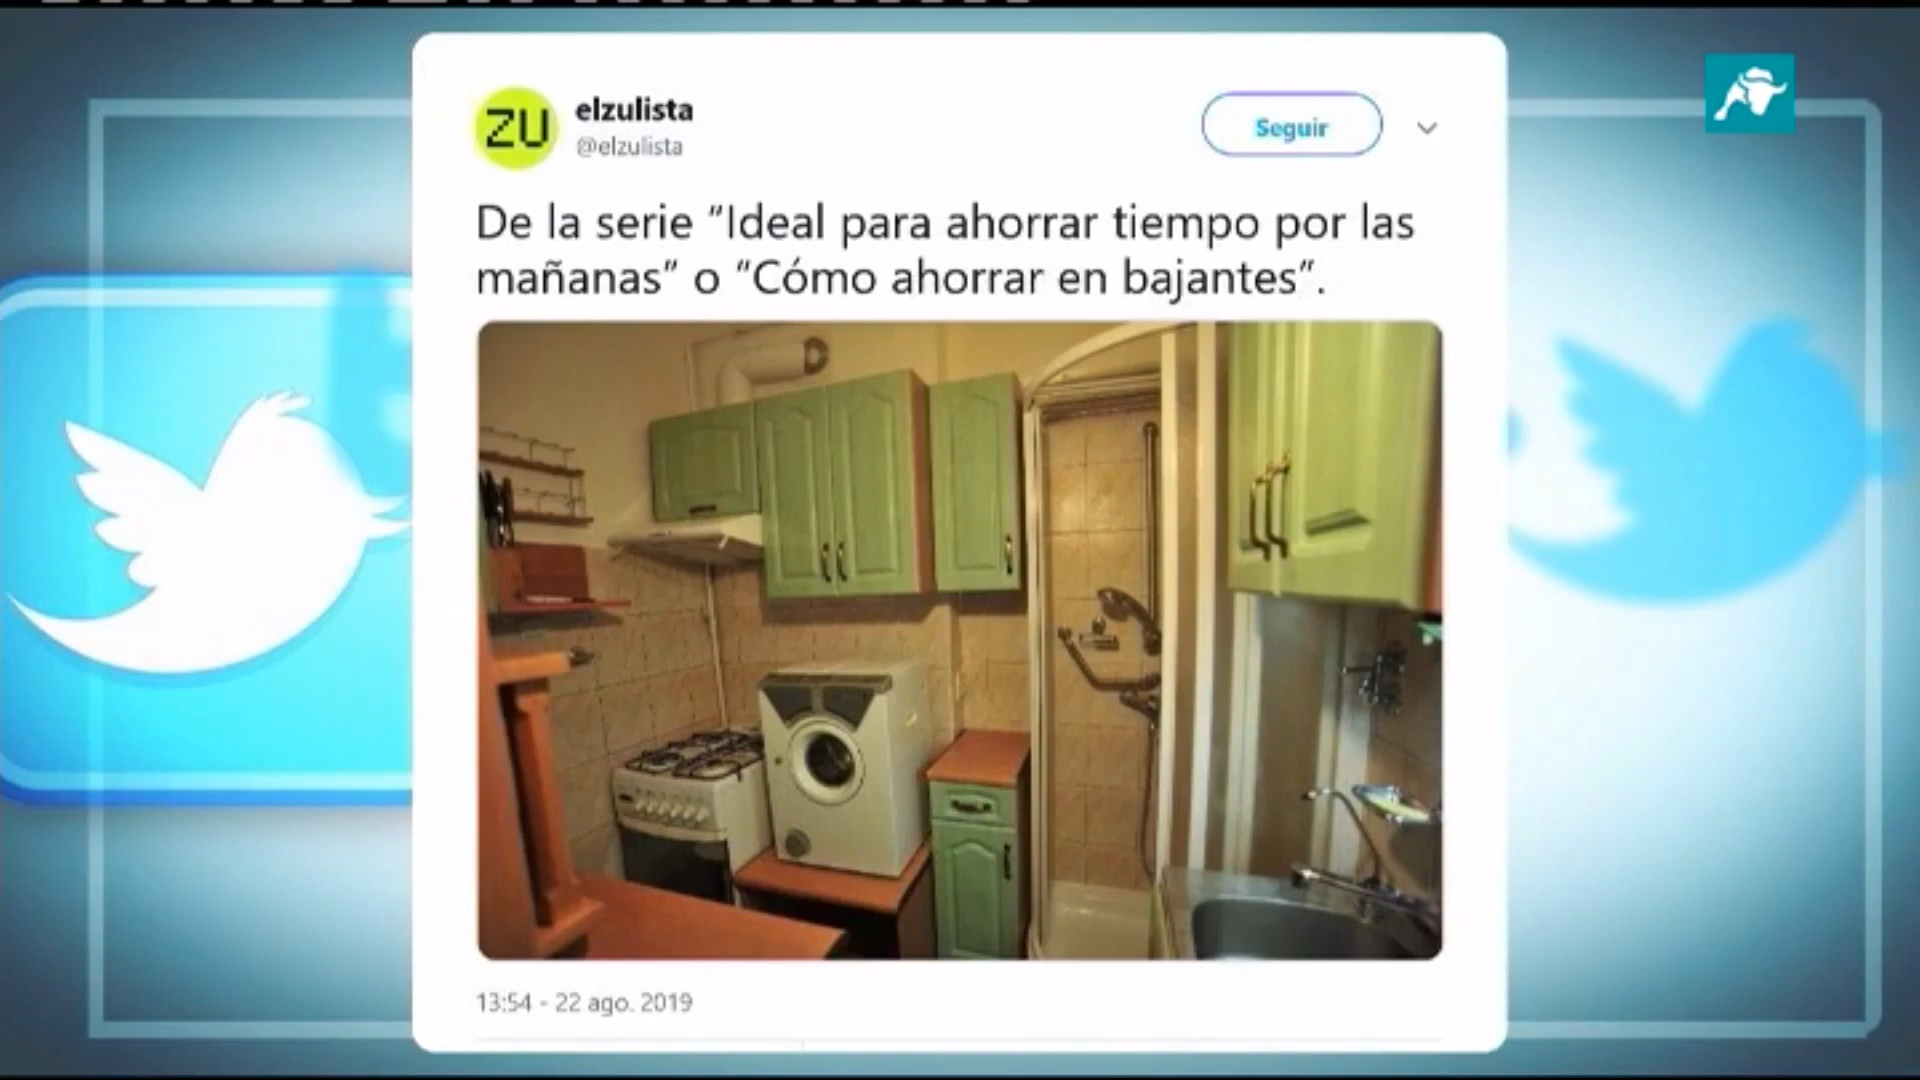 ZU
elzulista
@elzulista
Seguir
De la serie “Ideal para ahorrar tiempo por las
mañanas” o “Cómo ahorrar en bajantes”.
13:54 - 22 ago. 2019